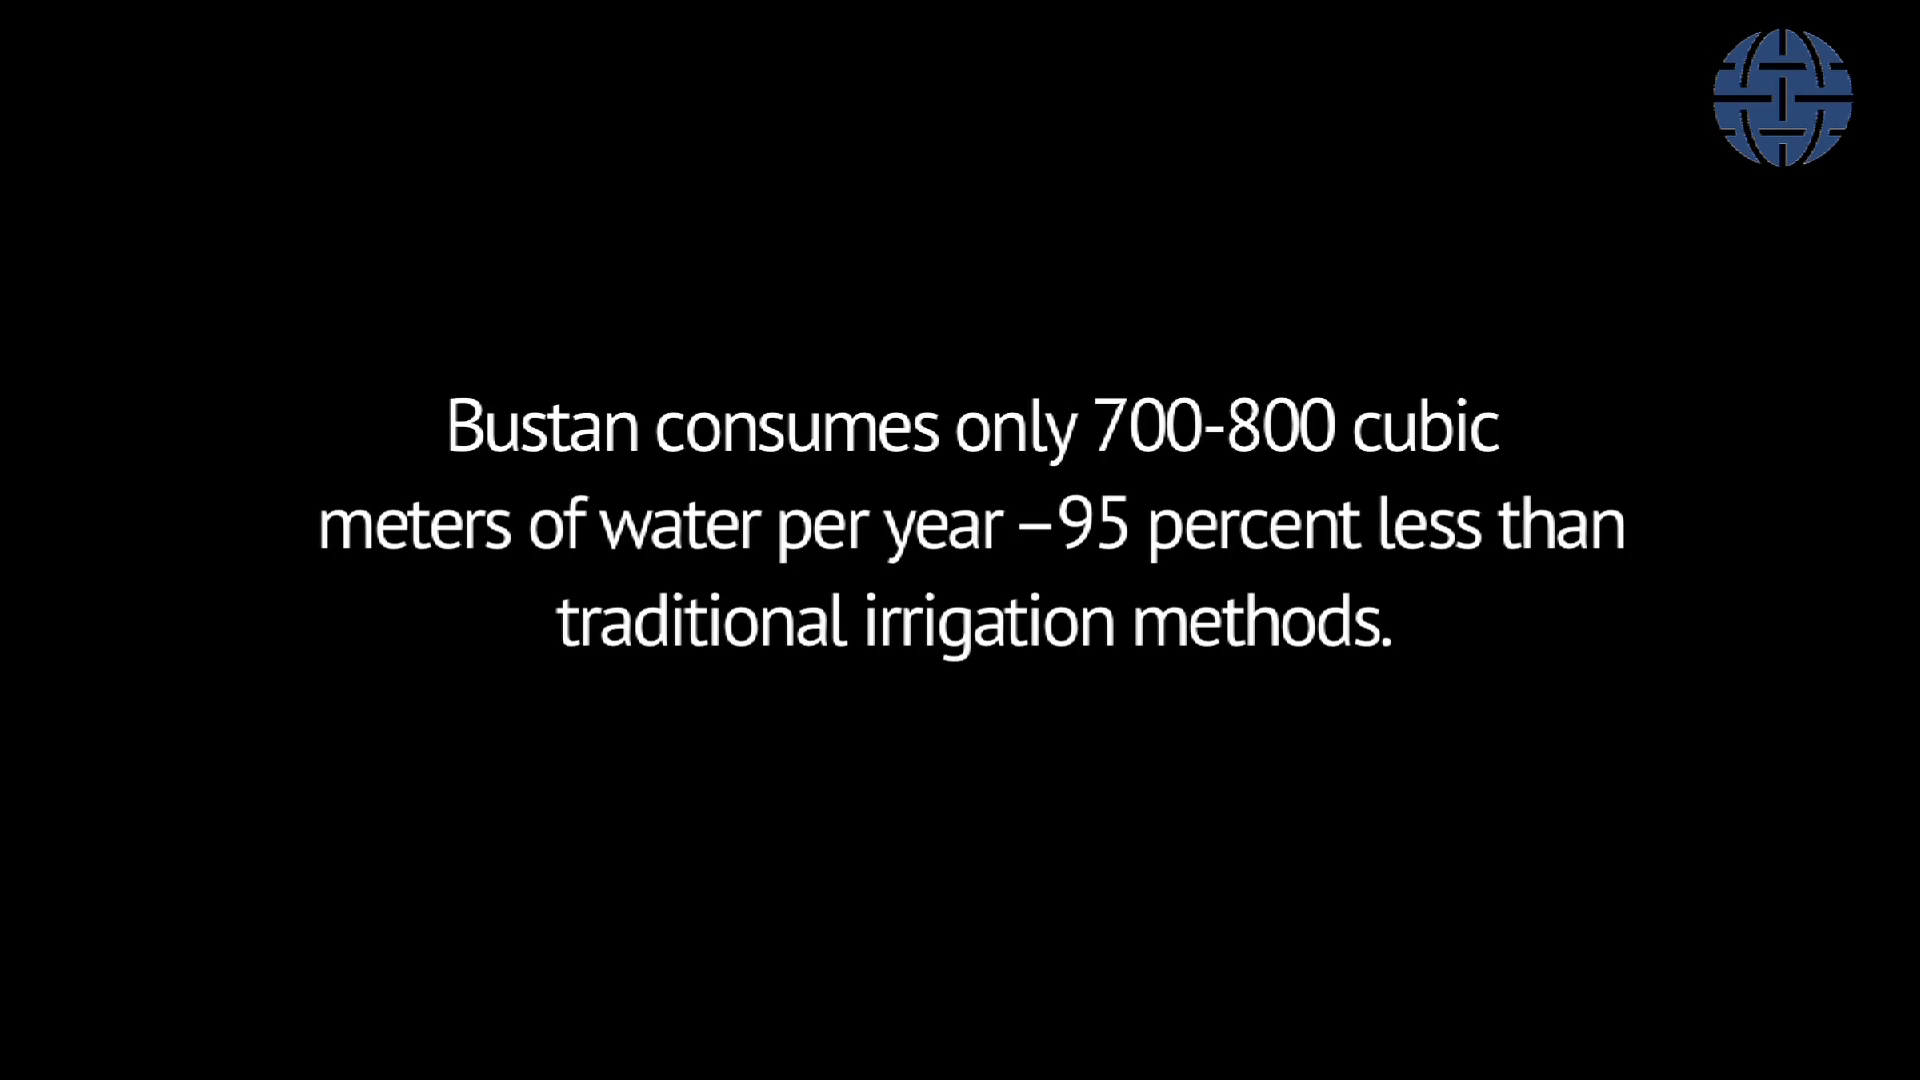 Bustan consumes only 700-800 cubic
meters of water per year –95 percent less than
traditional irrigation methods.